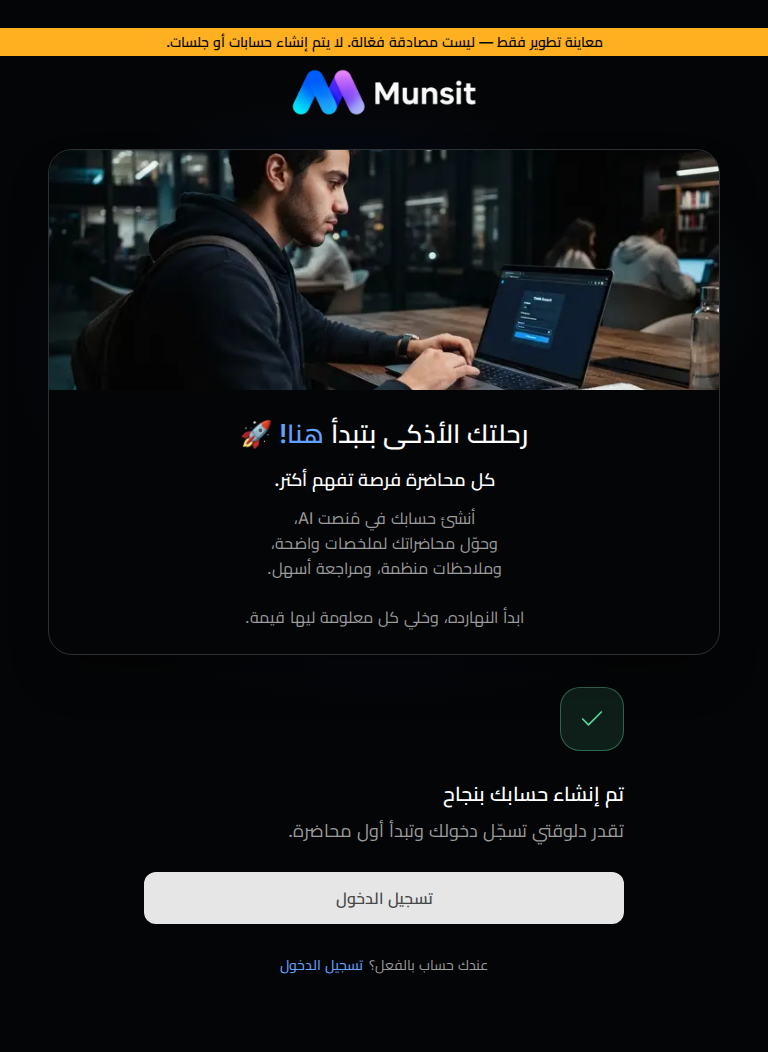 معاينة تطوير فقط — ليست مصادقة فعّالة. لا يتم إنشاء حسابات أو جلسات.
Munsit
رحلتك الأذكى بتبدأ هنا! 🚀
كل محاضرة فرصة تفهم أكتر.
أنشئ حسابك في مُنصت AI،
وحوّل محاضراتك لملخصات واضحة،
وملاحظات منظمة، ومراجعة أسهل.
ابدأ النهارده، وخلي كل معلومة ليها قيمة.
تم إنشاء حسابك بنجاح
تقدر دلوقتي تسجّل دخولك وتبدأ أول محاضرة.
تسجيل الدخول
عندك حساب بالفعل؟ تسجيل الدخول